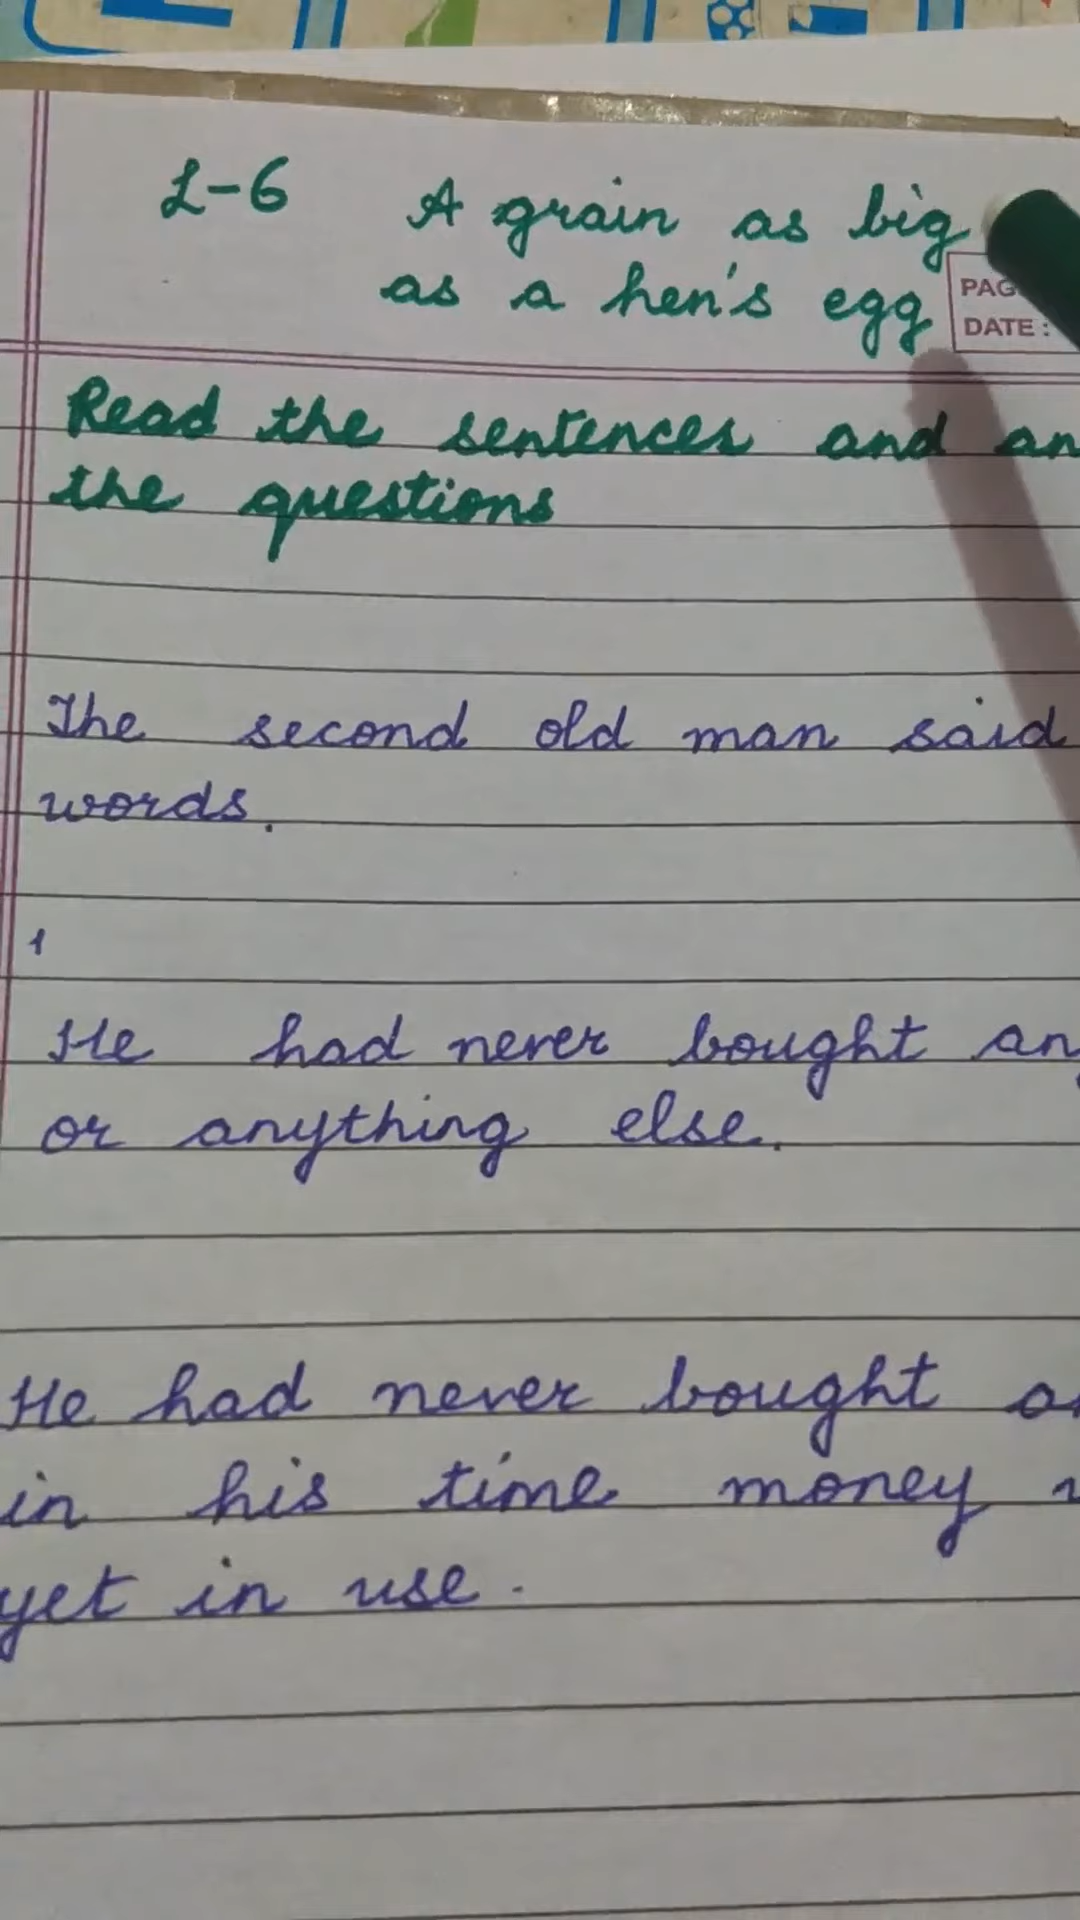 L-6 A grain as big
as a hen's egg
PAG
DATE :
Read the sentences and an
the questions
The second old man said
words.
1
He had never bought an
or anything else.
He had never bought
in his time money
yet in use.